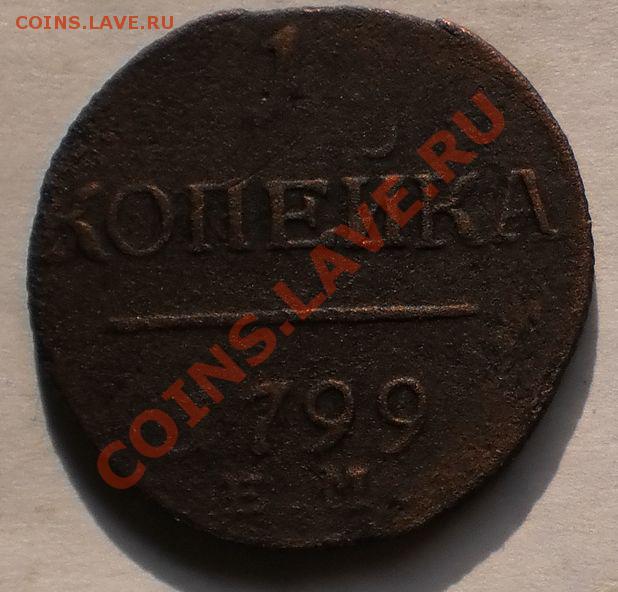 COINS.LAVE.RU
1
КОПЕЙКА
799
Е М.
COINS.LAVE.RU